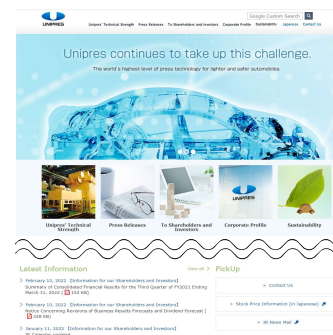 Google Custom Search
UNIPRES
Unipres' Technical Strength Press Releases To Shareholders and Investors Corporate Profile Sustainability Japanese Contact Us
Unipres continues to take up this challenge.
The world's highest level of press technology for lighter and safer automobiles.
UNIPRES
Unipres' Technical Strength
Press Releases
To Shareholders and Investors
Corporate Profile
Sustainability
Latest Information
View all >
PickUp
> February 10, 2022 [Information for our Shareholders and Investors]
Summary of Consolidated Financial Results for the Third Quarter of FY2021 Ending
March 31, 2022 ( 152 KB)
> February 10, 2022 [Information for our Shareholders and Investors]
Notice Concerning Revisions of Business Results Forecasts and Dividend Forecast (
328 KB)
> January 11, 2022 [Information for our Shareholders and Investors]
IR Calendar updated
> Contact Us
> Stock Price Information (in Japanese)
> IR News Mail